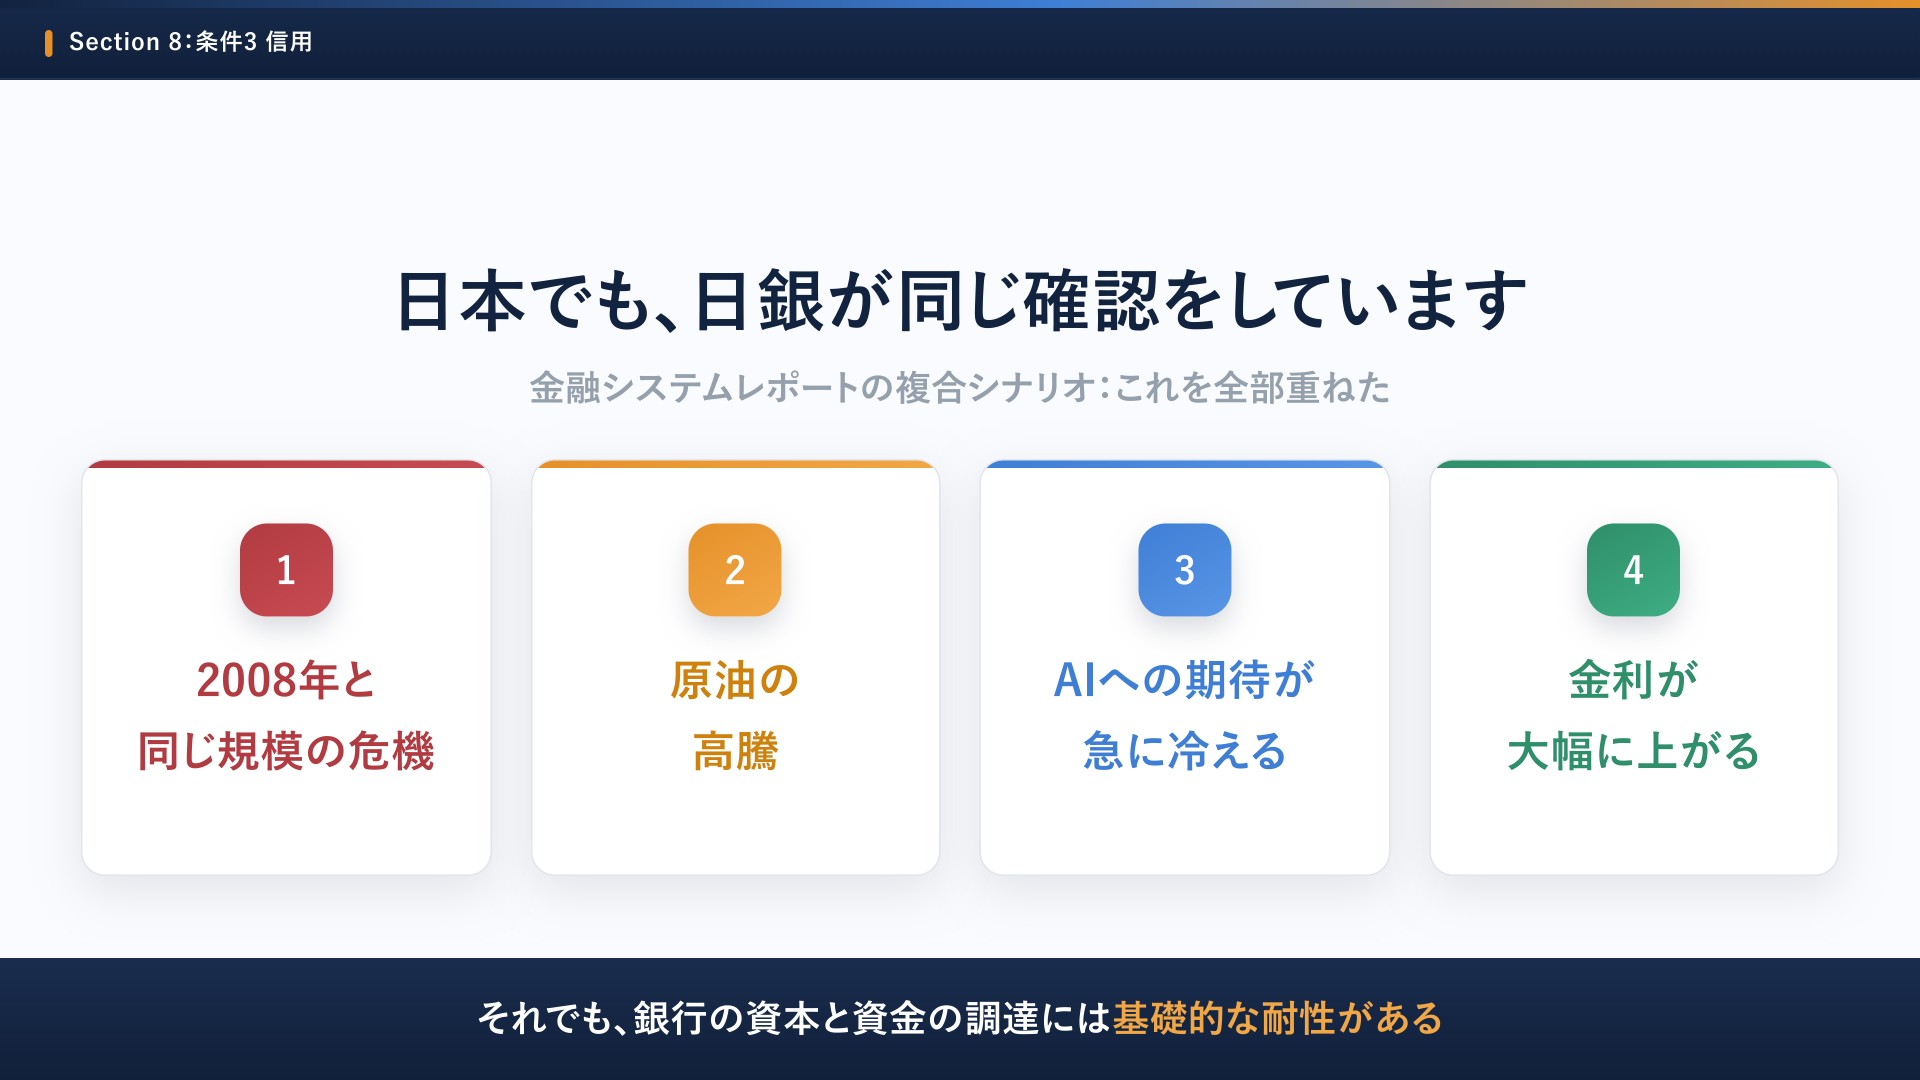 Section 8：条件3 信用
日本でも、日銀が同じ確認をしています
金融システムレポートの複合シナリオ：これを全部重ねた
1
2008年と
同じ規模の危機
2
原油の
高騰
3
AIへの期待が
急に冷える
4
金利が
大幅に上がる
それでも、銀行の資本と資金の調達には基礎的な耐性がある